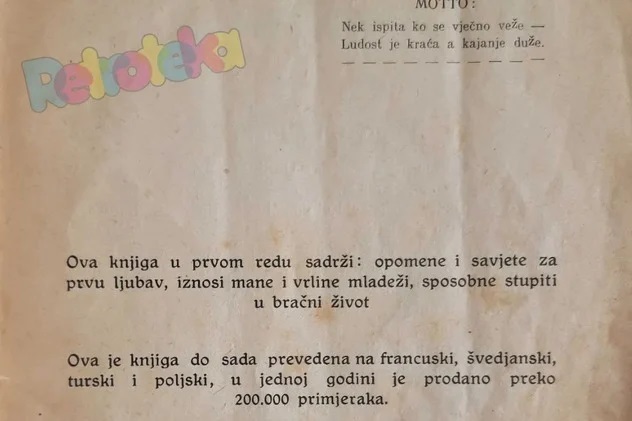 MOTTO:
Nek ispita ko se vječno veže —
Ludost je kraća a kajanje duže.
Retroteka
Ova knjiga u prvom redu sadrži: opomene i savjete za
prvu ljubav, iznosi mane i vrline mladeži, sposobne stupiti
u bračni život
Ova je knjiga do sada prevedena na francuski, švedjanski,
turski i poljski, u jednoj godini je prodano preko
200.000 primjeraka.